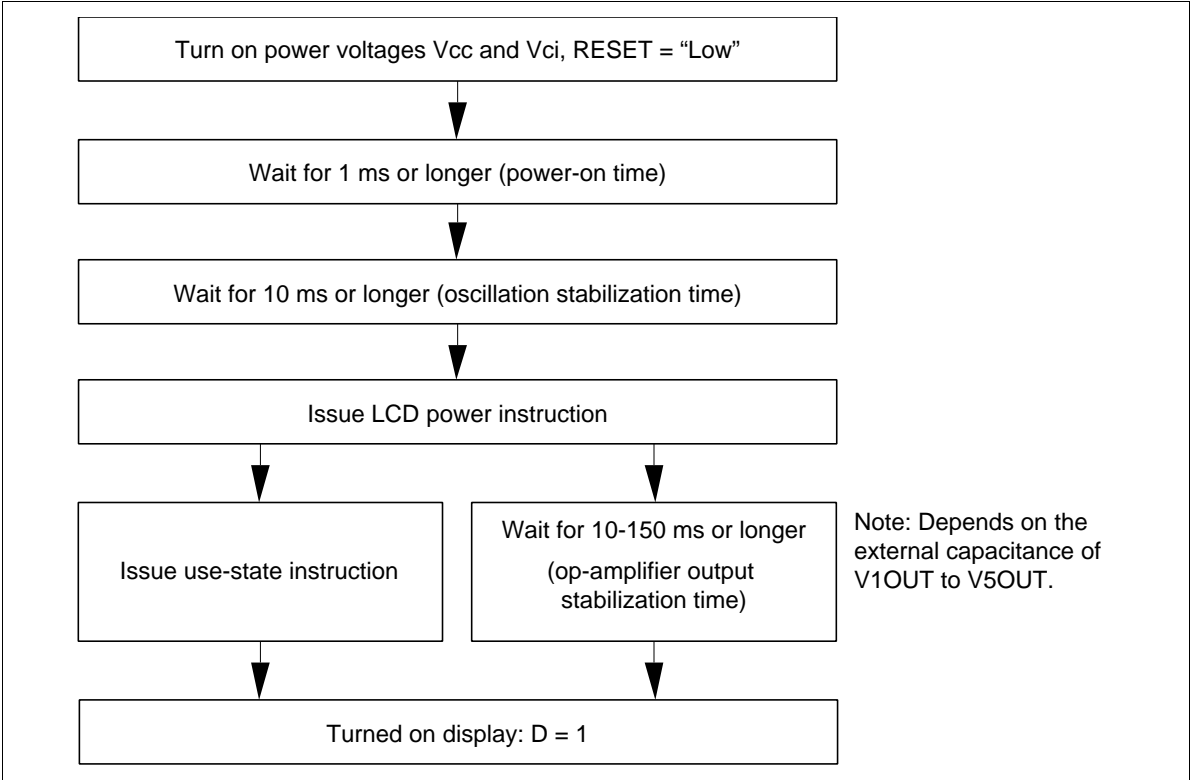 Turn on power voltages Vcc and Vci, RESET = “Low”
Wait for 1 ms or longer (power-on time)
Wait for 10 ms or longer (oscillation stabilization time)
Issue LCD power instruction
Issue use-state instruction
Wait for 10-150 ms or longer
(op-amplifier output
stabilization time)
Note: Depends on the
external capacitance of
V1OUT to V5OUT.
Turned on display: D = 1